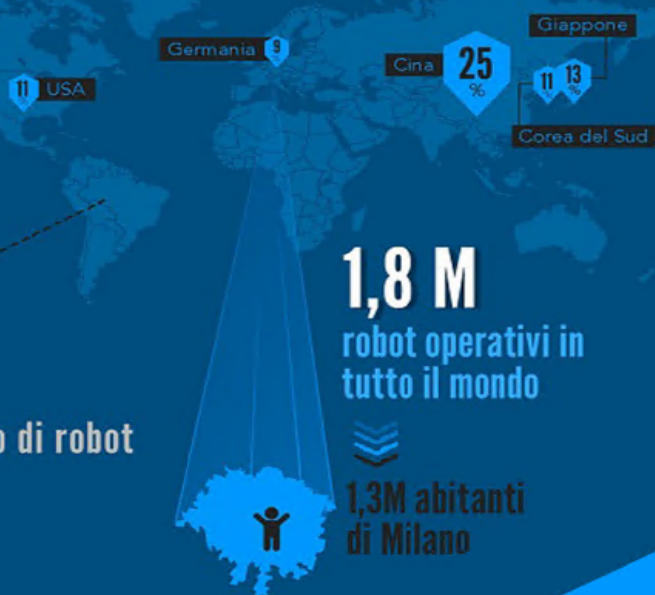 Giappone
Germania 9 %
Cina 25 %
11 % USA
11 % 13 %
Corea del Sud
1,8 M
robot operativi in
tutto il mondo
o di robot
1,3M abitanti
di Milano